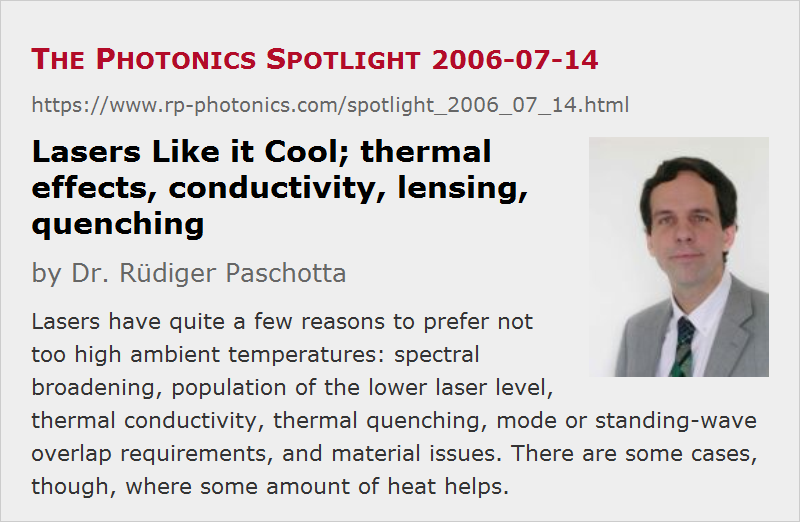 THE PHOTONICS SPOTLIGHT 2006-07-14
https://www.rp-photonics.com/spotlight_2006_07_14.html
Lasers Like it Cool; thermal
effects, conductivity, lensing,
quenching
by Dr. Rüdiger Paschotta
Lasers have quite a few reasons to prefer not
too high ambient temperatures: spectral
broadening, population of the lower laser level,
thermal conductivity, thermal quenching, mode or standing-wave
overlap requirements, and material issues. There are some cases,
though, where some amount of heat helps.